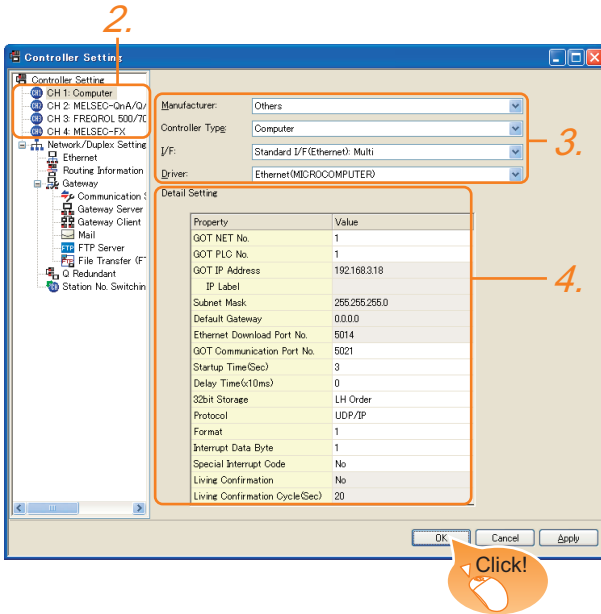 2.
Controller Setting
Controller Setting
CH 1: Computer
CH 2: MELSEC-QnA/Q/
CH 3: FREQROL 500/70
CH 4: MELSEC-FX
Network/Duplex Setting
Ethernet
Routing Information
Gateway
Communication
Gateway Server
Gateway Client
Mail
FTP FTP Server
File Transfer (F
Q Redundant
Station No. Switchin
Manufacturer: Others
Controller Type: Computer
I/F: Standard I/F(Ethernet): Multi
Driver: Ethernet(MICROCOMPUTER)
3.
Detail Setting
Property Value
GOT NET No. 1
GOT PLC No. 1
GOT IP Address 192.168.3.18
IP Label
Subnet Mask 255.255.255.0
Default Gateway 0.0.0.0
Ethernet Download Port No. 5014
GOT Communication Port No. 5021
Startup Time(Sec) 3
Delay Time(x10ms) 0
32bit Storage LH Order
Protocol UDP/IP
Format 1
Interrupt Data Byte 1
Special Interrupt Code No
Living Confirmation No
Living Confirmation Cycle(Sec) 20
4.
OK Cancel Apply
Click!